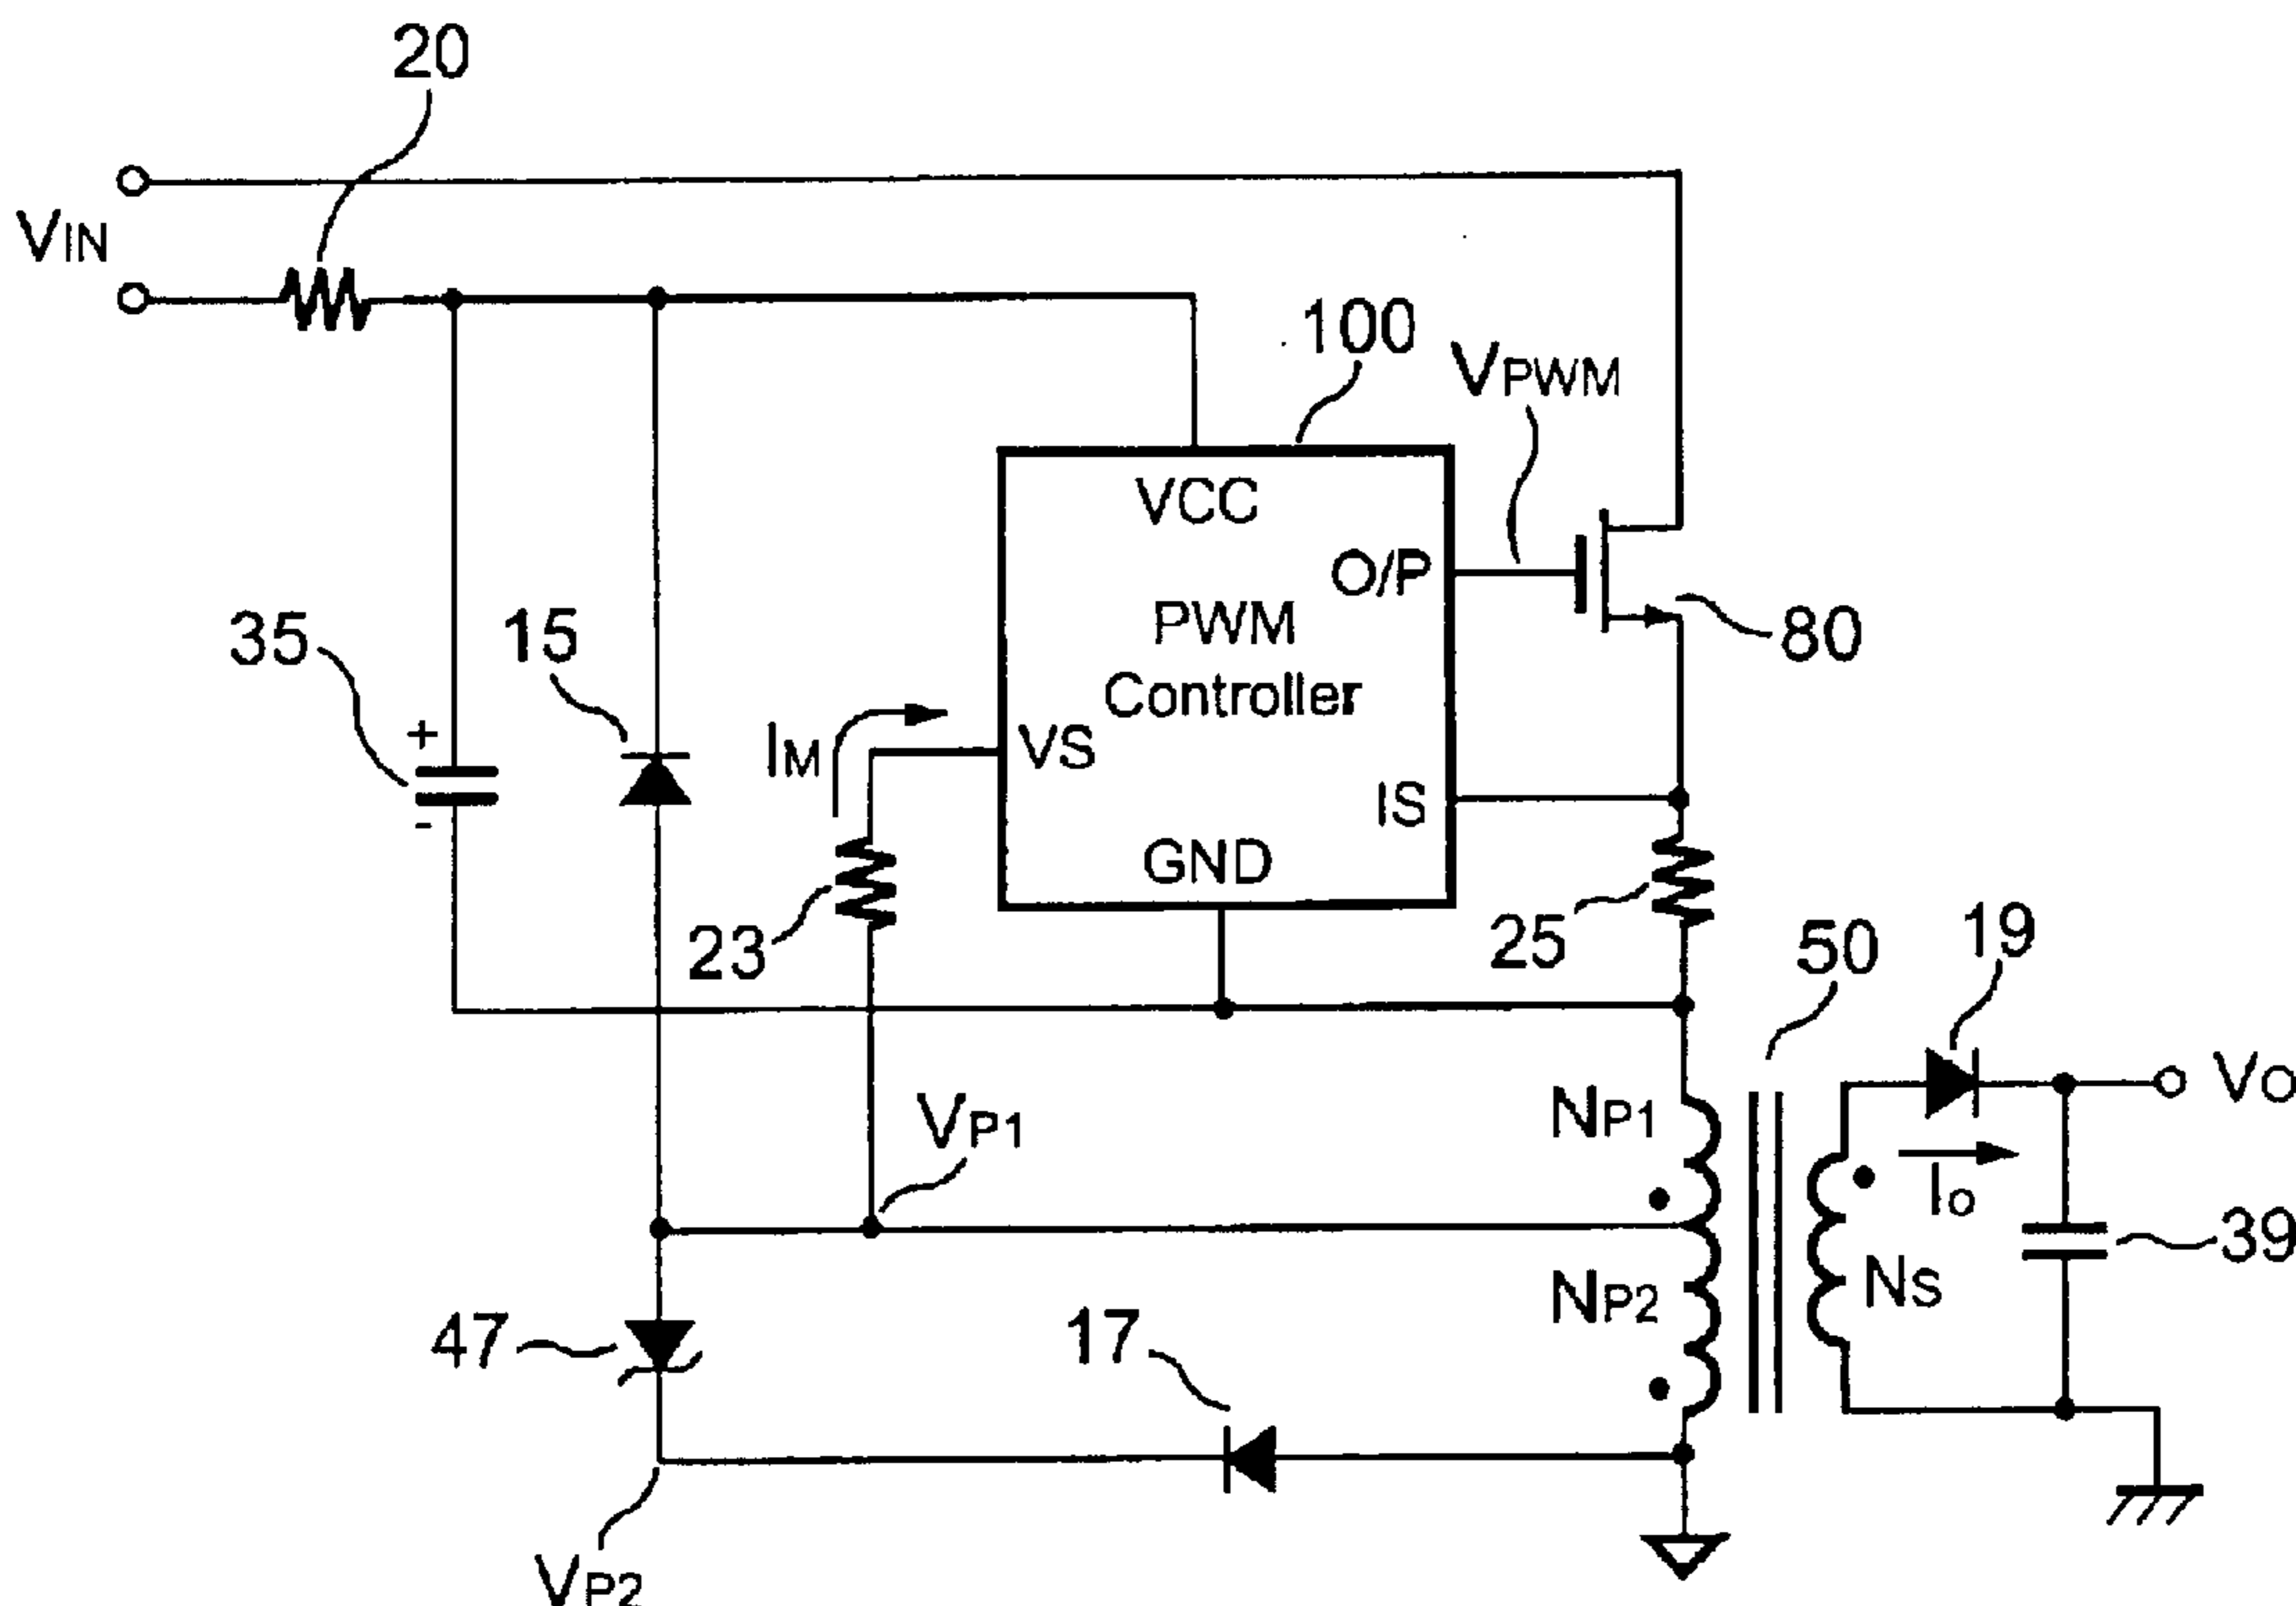 20
VIN
100
VPWM
VCC
O/P
PWM
Controller
80
35
15
+
-
IM
VS
IS
GND
23
25
50
19
VO
NP1
VP1
IO
39
NP2
NS
47
17
VP2